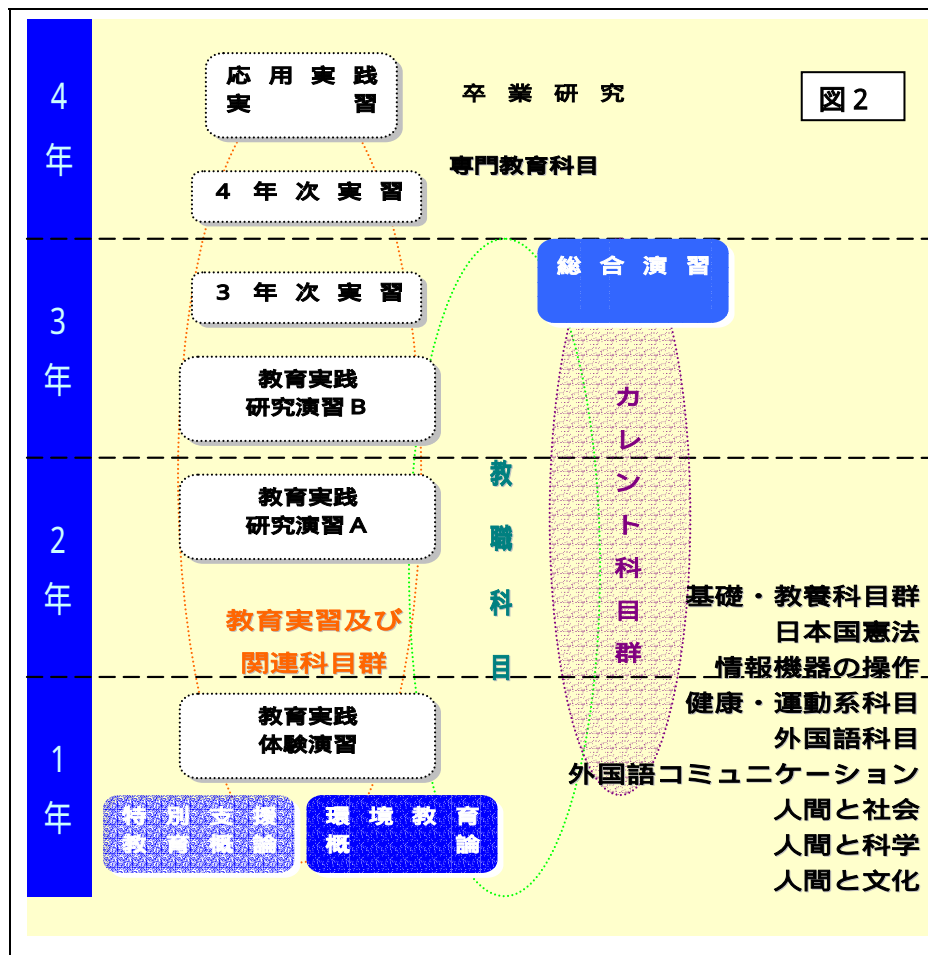 図２
4
年
応用実践
実習
卒業研究
専門教育科目
４年次実習
3
年
総合演習
３年次実習
教育実践
研究演習Ｂ
カレント科目群
教職科目
2
年
教育実践
研究演習Ａ
教育実習及び
関連科目群
基礎・教養科目群
日本国憲法
情報機器の操作
健康・運動系科目
外国語科目
外国語コミュニケーション
人間と社会
人間と科学
人間と文化
1
年
教育実践
体験演習
特別支援
教育概論
環境教育
概論